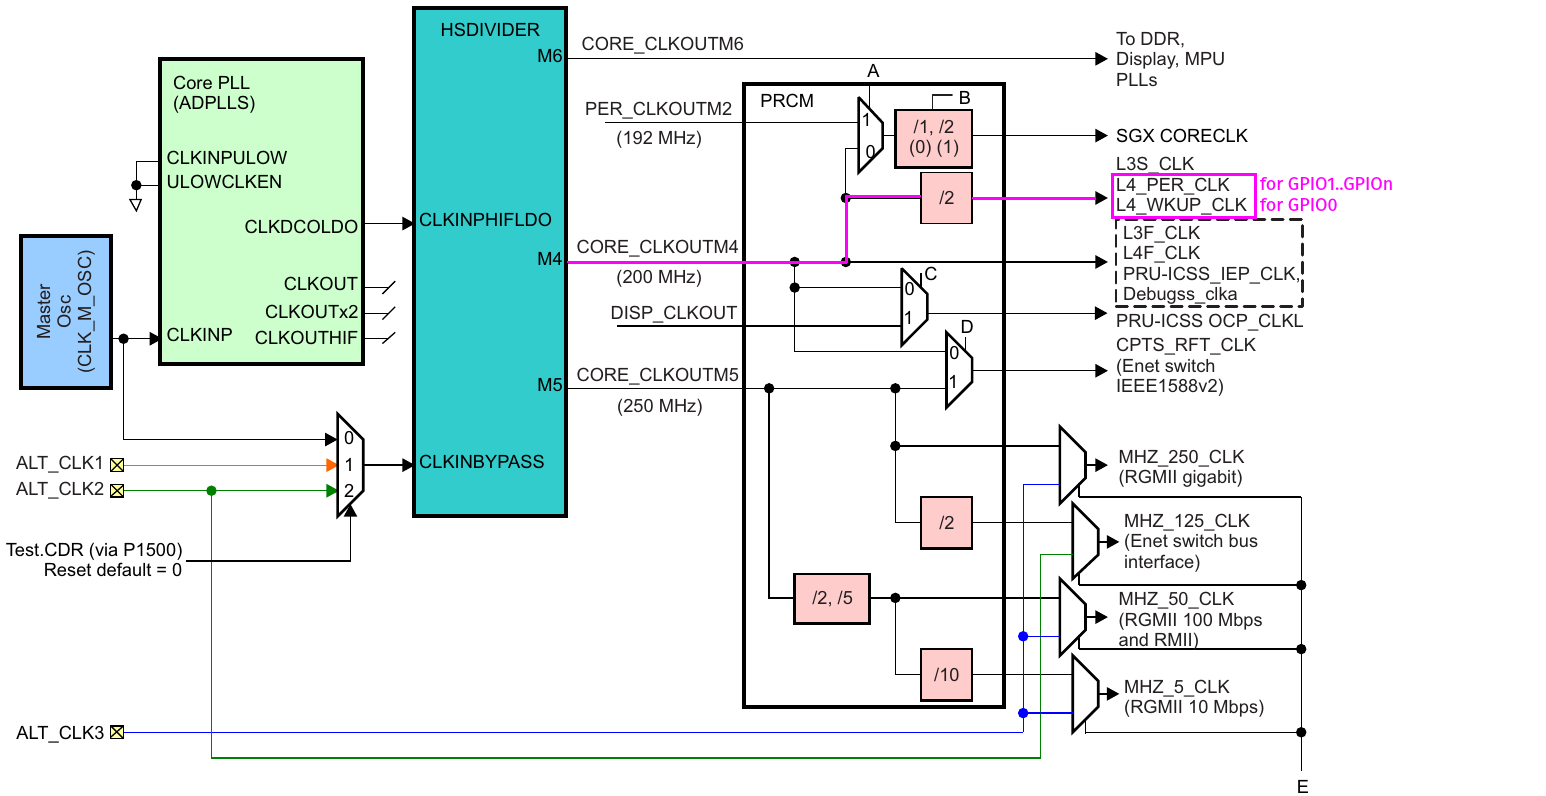 HSDIVIDER
M6
CORE_CLKOUTM6
To DDR,
Display, MPU
PLLs
A
Core PLL
(ADPLLS)
PRCM
B
PER_CLKOUTM2
(192 MHz)
1
0
/1, /2
(0) (1)
SGX CORECLK
CLKINPULOW
ULOWCLKEN
L3S_CLK
L4_PER_CLK
for GPIO1..GPIOn
L4_WKUP_CLK
for GPIO0
/2
CLKDCOLDO
CLKINPHIFLDO
M4
CORE_CLKOUTM4
(200 MHz)
L3F_CLK
L4F_CLK
PRU-ICSS_IEP_CLK,
Debugss_clka
Master
Osc
(CLK_M_OSC)
CLKOUT
CLKOUTx2
CLKOUTHIF
CLKINP
C
0
1
DISP_CLKOUT
PRU-ICSS OCP_CLKL
D
0
1
CPTS_RFT_CLK
(Enet switch
IEEE1588v2)
M5
CORE_CLKOUTM5
(250 MHz)
0
1
2
ALT_CLK1
ALT_CLK2
CLKINBYPASS
MHZ_250_CLK
(RGMII gigabit)
/2
MHZ_125_CLK
(Enet switch bus
interface)
Test.CDR (via P1500)
Reset default = 0
/2, /5
MHZ_50_CLK
(RGMII 100 Mbps
and RMII)
/10
MHZ_5_CLK
(RGMII 10 Mbps)
ALT_CLK3
E